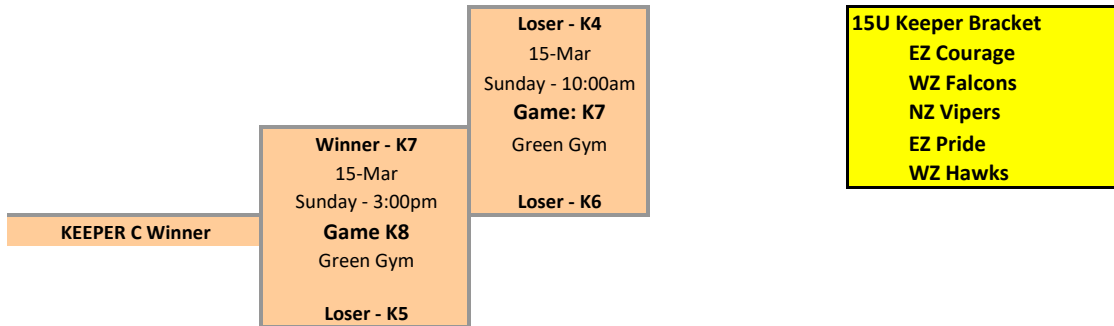 Loser - K4
15-Mar
Sunday - 10:00am
Game: K7
Green Gym
Loser - K6
Winner - K7
15-Mar
Sunday - 3:00pm
Game K8
Green Gym
Loser - K5
KEEPER C Winner
15U Keeper Bracket
EZ Courage
WZ Falcons
NZ Vipers
EZ Pride
WZ Hawks